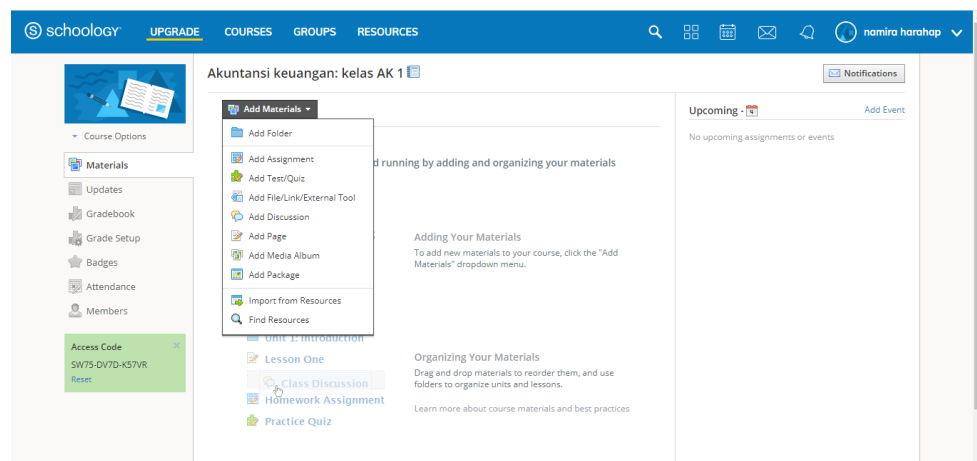 schoology UPGRADE COURSES GROUPS RESOURCES namira harahap
Akuntansi keuangan: kelas AK 1
Notifications
Course Options
Materials
Updates
Gradebook
Grade Setup
Badges
Attendance
Members
Access Code
SW75-DV7D-K57VR
Reset
Add Materials
Add Folder
Add Assignment
Add Test/Quiz
Add File/Link/External Tool
Add Discussion
Add Page
Add Media Album
Add Package
Import from Resources
Find Resources
running by adding and organizing your materials
Adding Your Materials
To add new materials to your course, click the "Add
Materials" dropdown menu.
Unit 1: Introduction
Lesson One
Class Discussion
Homework Assignment
Practice Quiz
Organizing Your Materials
Drag and drop materials to reorder them, and use
folders to organize units and lessons.
Learn more about course materials and best practices
Upcoming ·
Add Event
No upcoming assignments or events